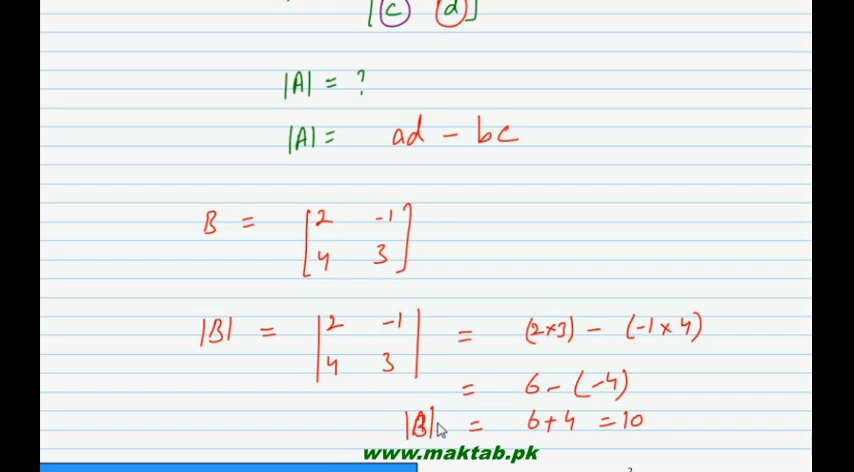 [c d]
|A| = ?
|A| = ad - bc
B = [2 -1
4 3]
|B| = |2 -1| = (2×3) - (-1×4)
|4 3|
= 6 - (-4)
|B| = 6+4 = 10
www.maktab.pk